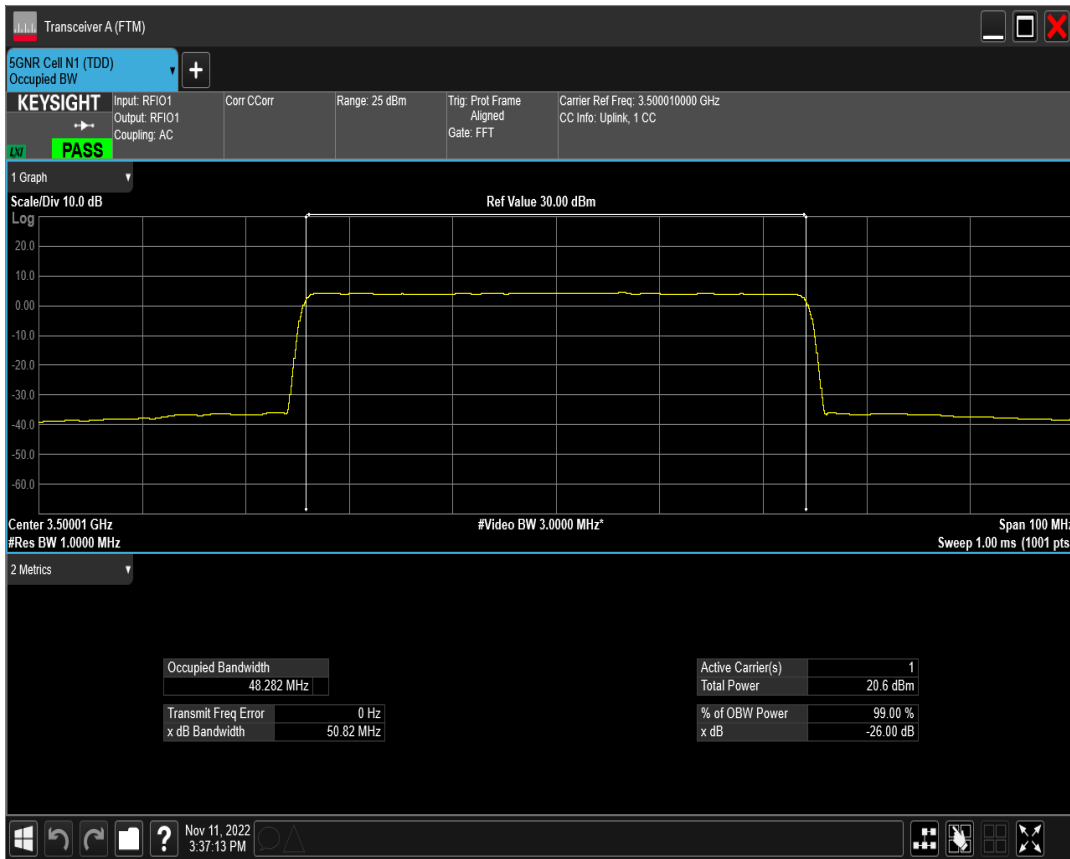 Transceiver A (FTM)
5GNR Cell N1 (TDD)
Occupied BW
+
KEYSIGHT
LXI
PASS
Input: RFIO1
Output: RFIO1
Coupling: AC
Corr CCorr
Range: 25 dBm
Trig: Prot Frame
Aligned
Gate: FFT
Carrier Ref Freq: 3.500010000 GHz
CC Info: Uplink, 1 CC
1 Graph
Scale/Div 10.0 dB
Ref Value 30.00 dBm
Log
20.0
10.0
0.00
-10.0
-20.0
-30.0
-40.0
-50.0
-60.0
Center 3.50001 GHz
#Video BW 3.0000 MHz*
Span 100 MHz
#Res BW 1.0000 MHz
Sweep 1.00 ms (1001 pts
2 Metrics
Occupied Bandwidth
48.282 MHz
Transmit Freq Error 0 Hz
x dB Bandwidth 50.82 MHz
Active Carrier(s) 1
Total Power 20.6 dBm
% of OBW Power 99.00 %
x dB -26.00 dB
?
Nov 11, 2022
3:37:13 PM